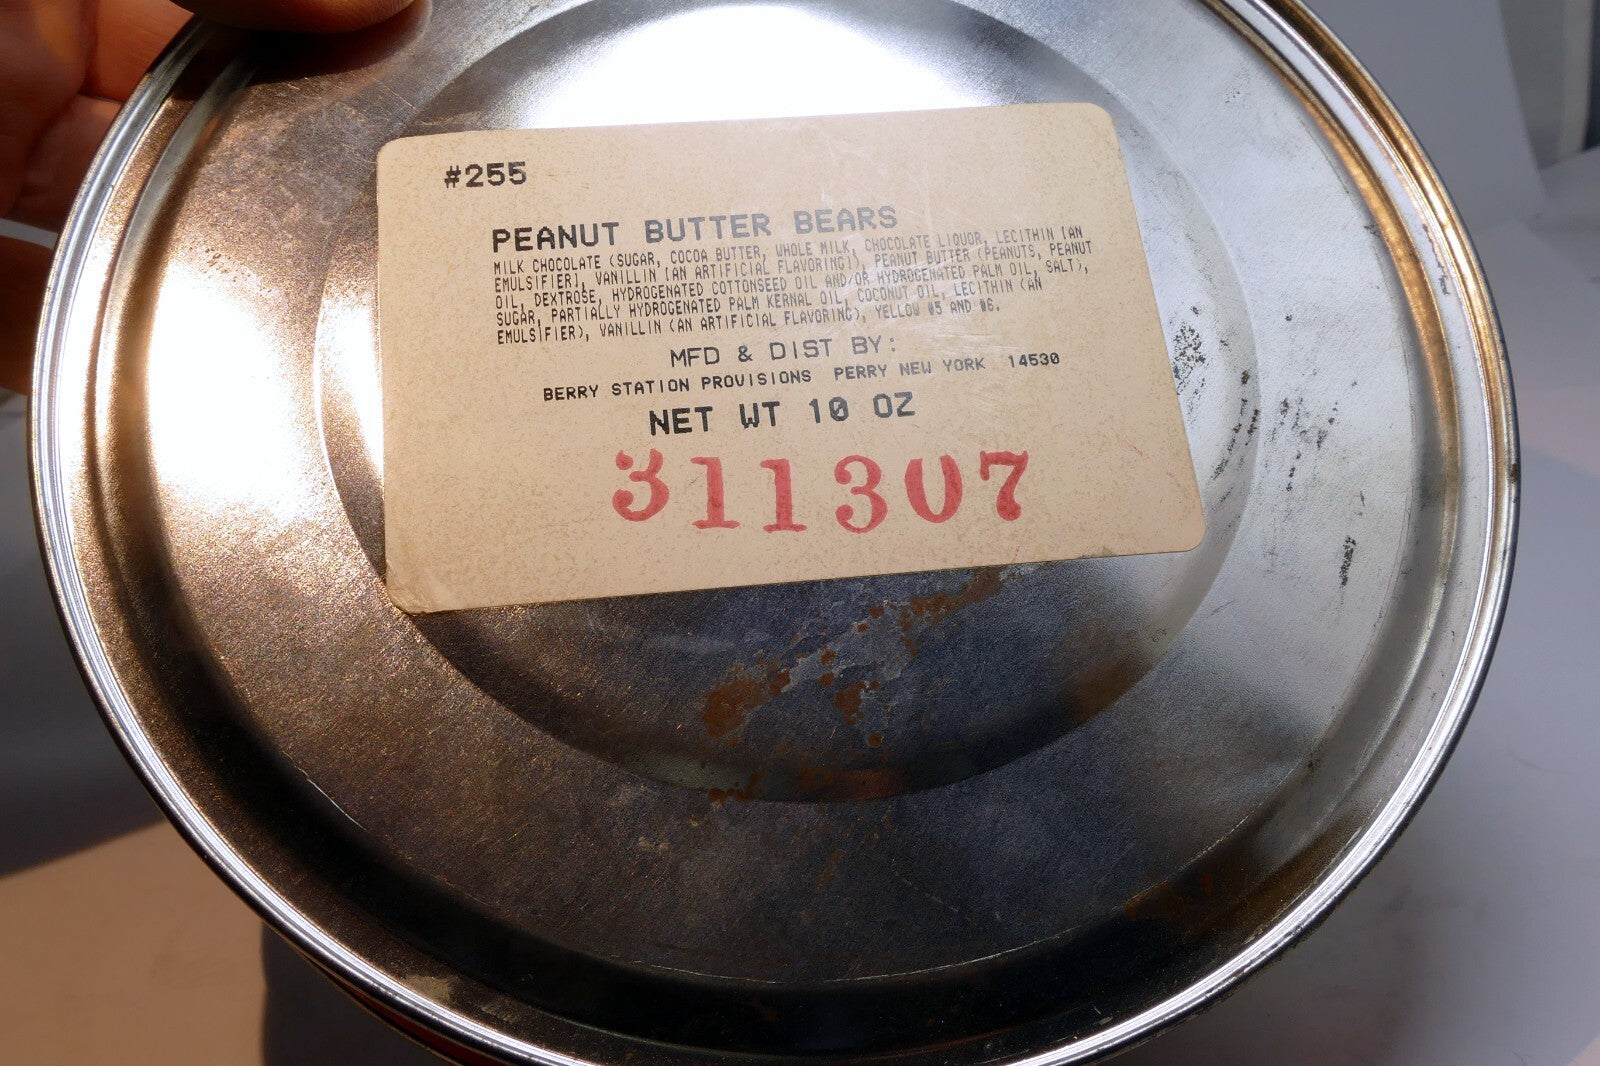 #255
PEANUT BUTTER BEARS
MILK CHOCOLATE (SUGAR, COCOA BUTTER, WHOLE MILK, CHOCOLATE LIQUOR, LECITHIN [AN
EMULSIFIER], VANILLIN [AN ARTIFICIAL FLAVORING]), PEANUT BUTTER (PEANUTS, PEANUT
OIL, DEXTROSE, HYDROGENATED COTTONSEED OIL AND/OR HYDROGENATED PALM OIL, SALT),
SUGAR, PARTIALLY HYDROGENATED PALM KERNAL OIL, COCONUT OIL, LECITHIN (AN
EMULSIFIER), VANILLIN (AN ARTIFICIAL FLAVORING), YELLOW #5 AND #6.
MFD & DIST BY:
BERRY STATION PROVISIONS PERRY NEW YORK 14530
NET WT 10 OZ
311307